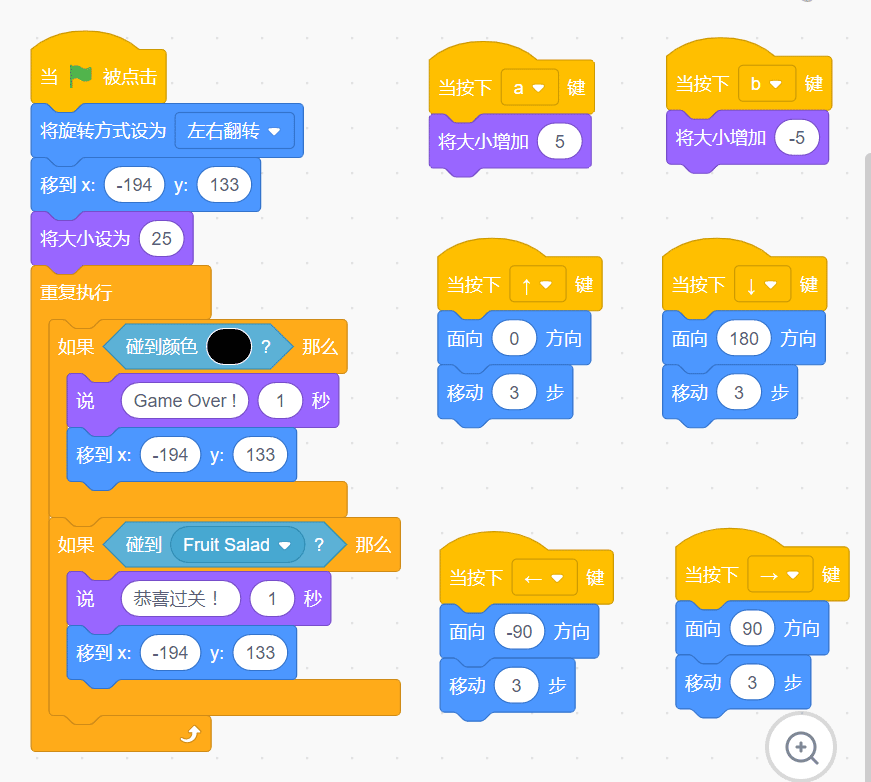 当 被点击
将旋转方式设为 左右翻转
移到 x: -194 y: 133
将大小设为 25
重复执行
如果 碰到颜色 ? 那么
说 Game Over ! 1 秒
移到 x: -194 y: 133
如果 碰到 Fruit Salad ? 那么
说 恭喜过关！ 1 秒
移到 x: -194 y: 133
当按下 a 键
将大小增加 5
当按下 b 键
将大小增加 -5
当按下 ↑ 键
面向 0 方向
移动 3 步
当按下 ↓ 键
面向 180 方向
移动 3 步
当按下 ← 键
面向 -90 方向
移动 3 步
当按下 → 键
面向 90 方向
移动 3 步